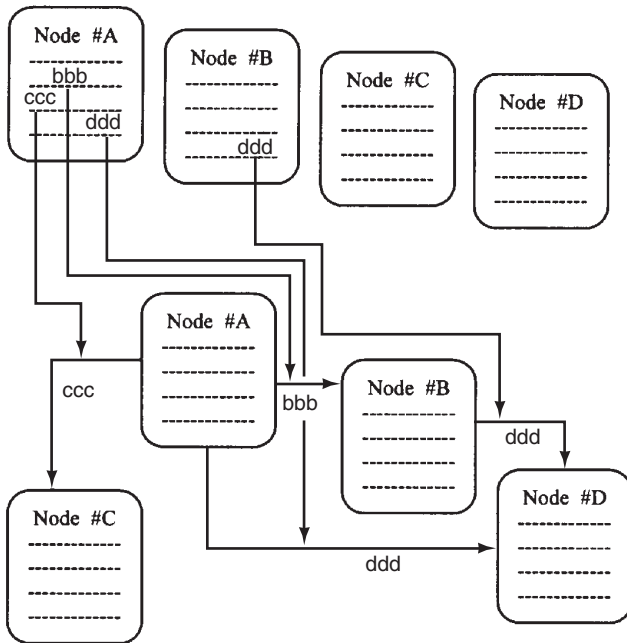 Node #A
bbb
ccc
ddd
Node #B
ddd
Node #C
Node #D
Node #A
ccc
bbb
Node #B
ddd
Node #C
Node #D
ddd